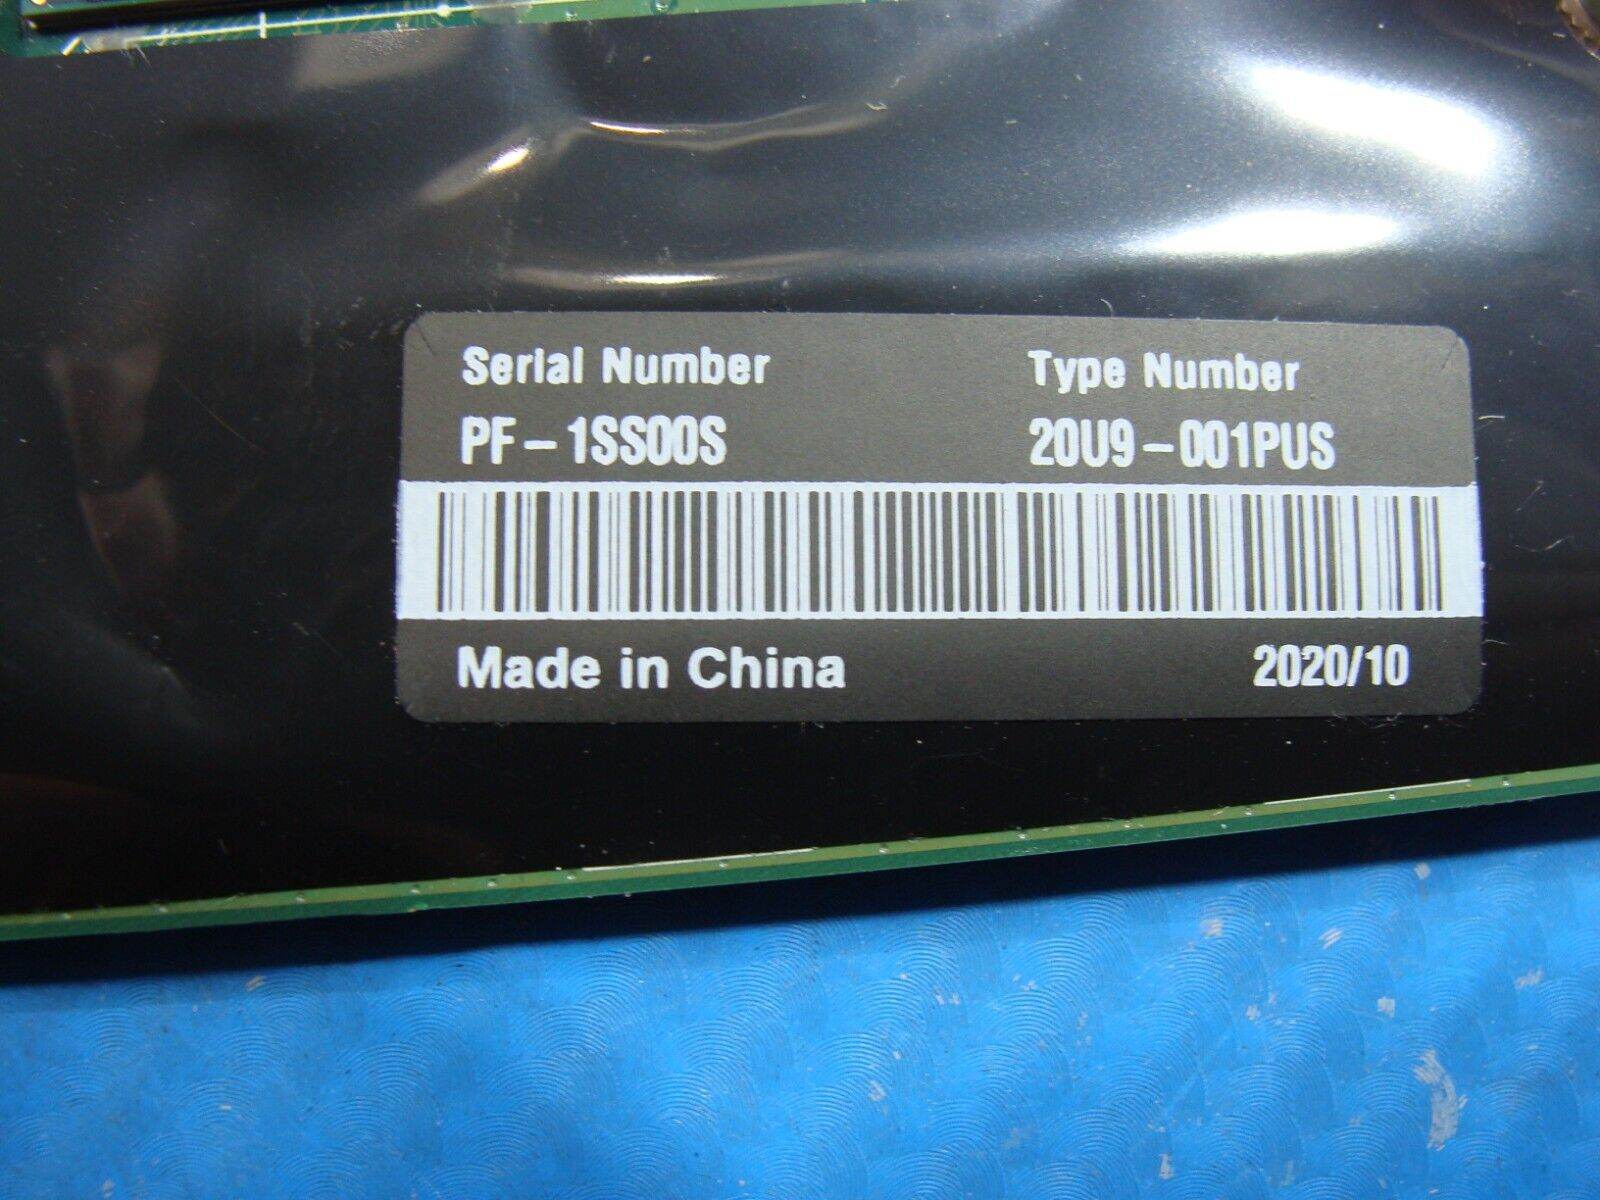 Serial Number Type Number
PF-1SS00S 20U9-001PUS
Made in China 2020/10